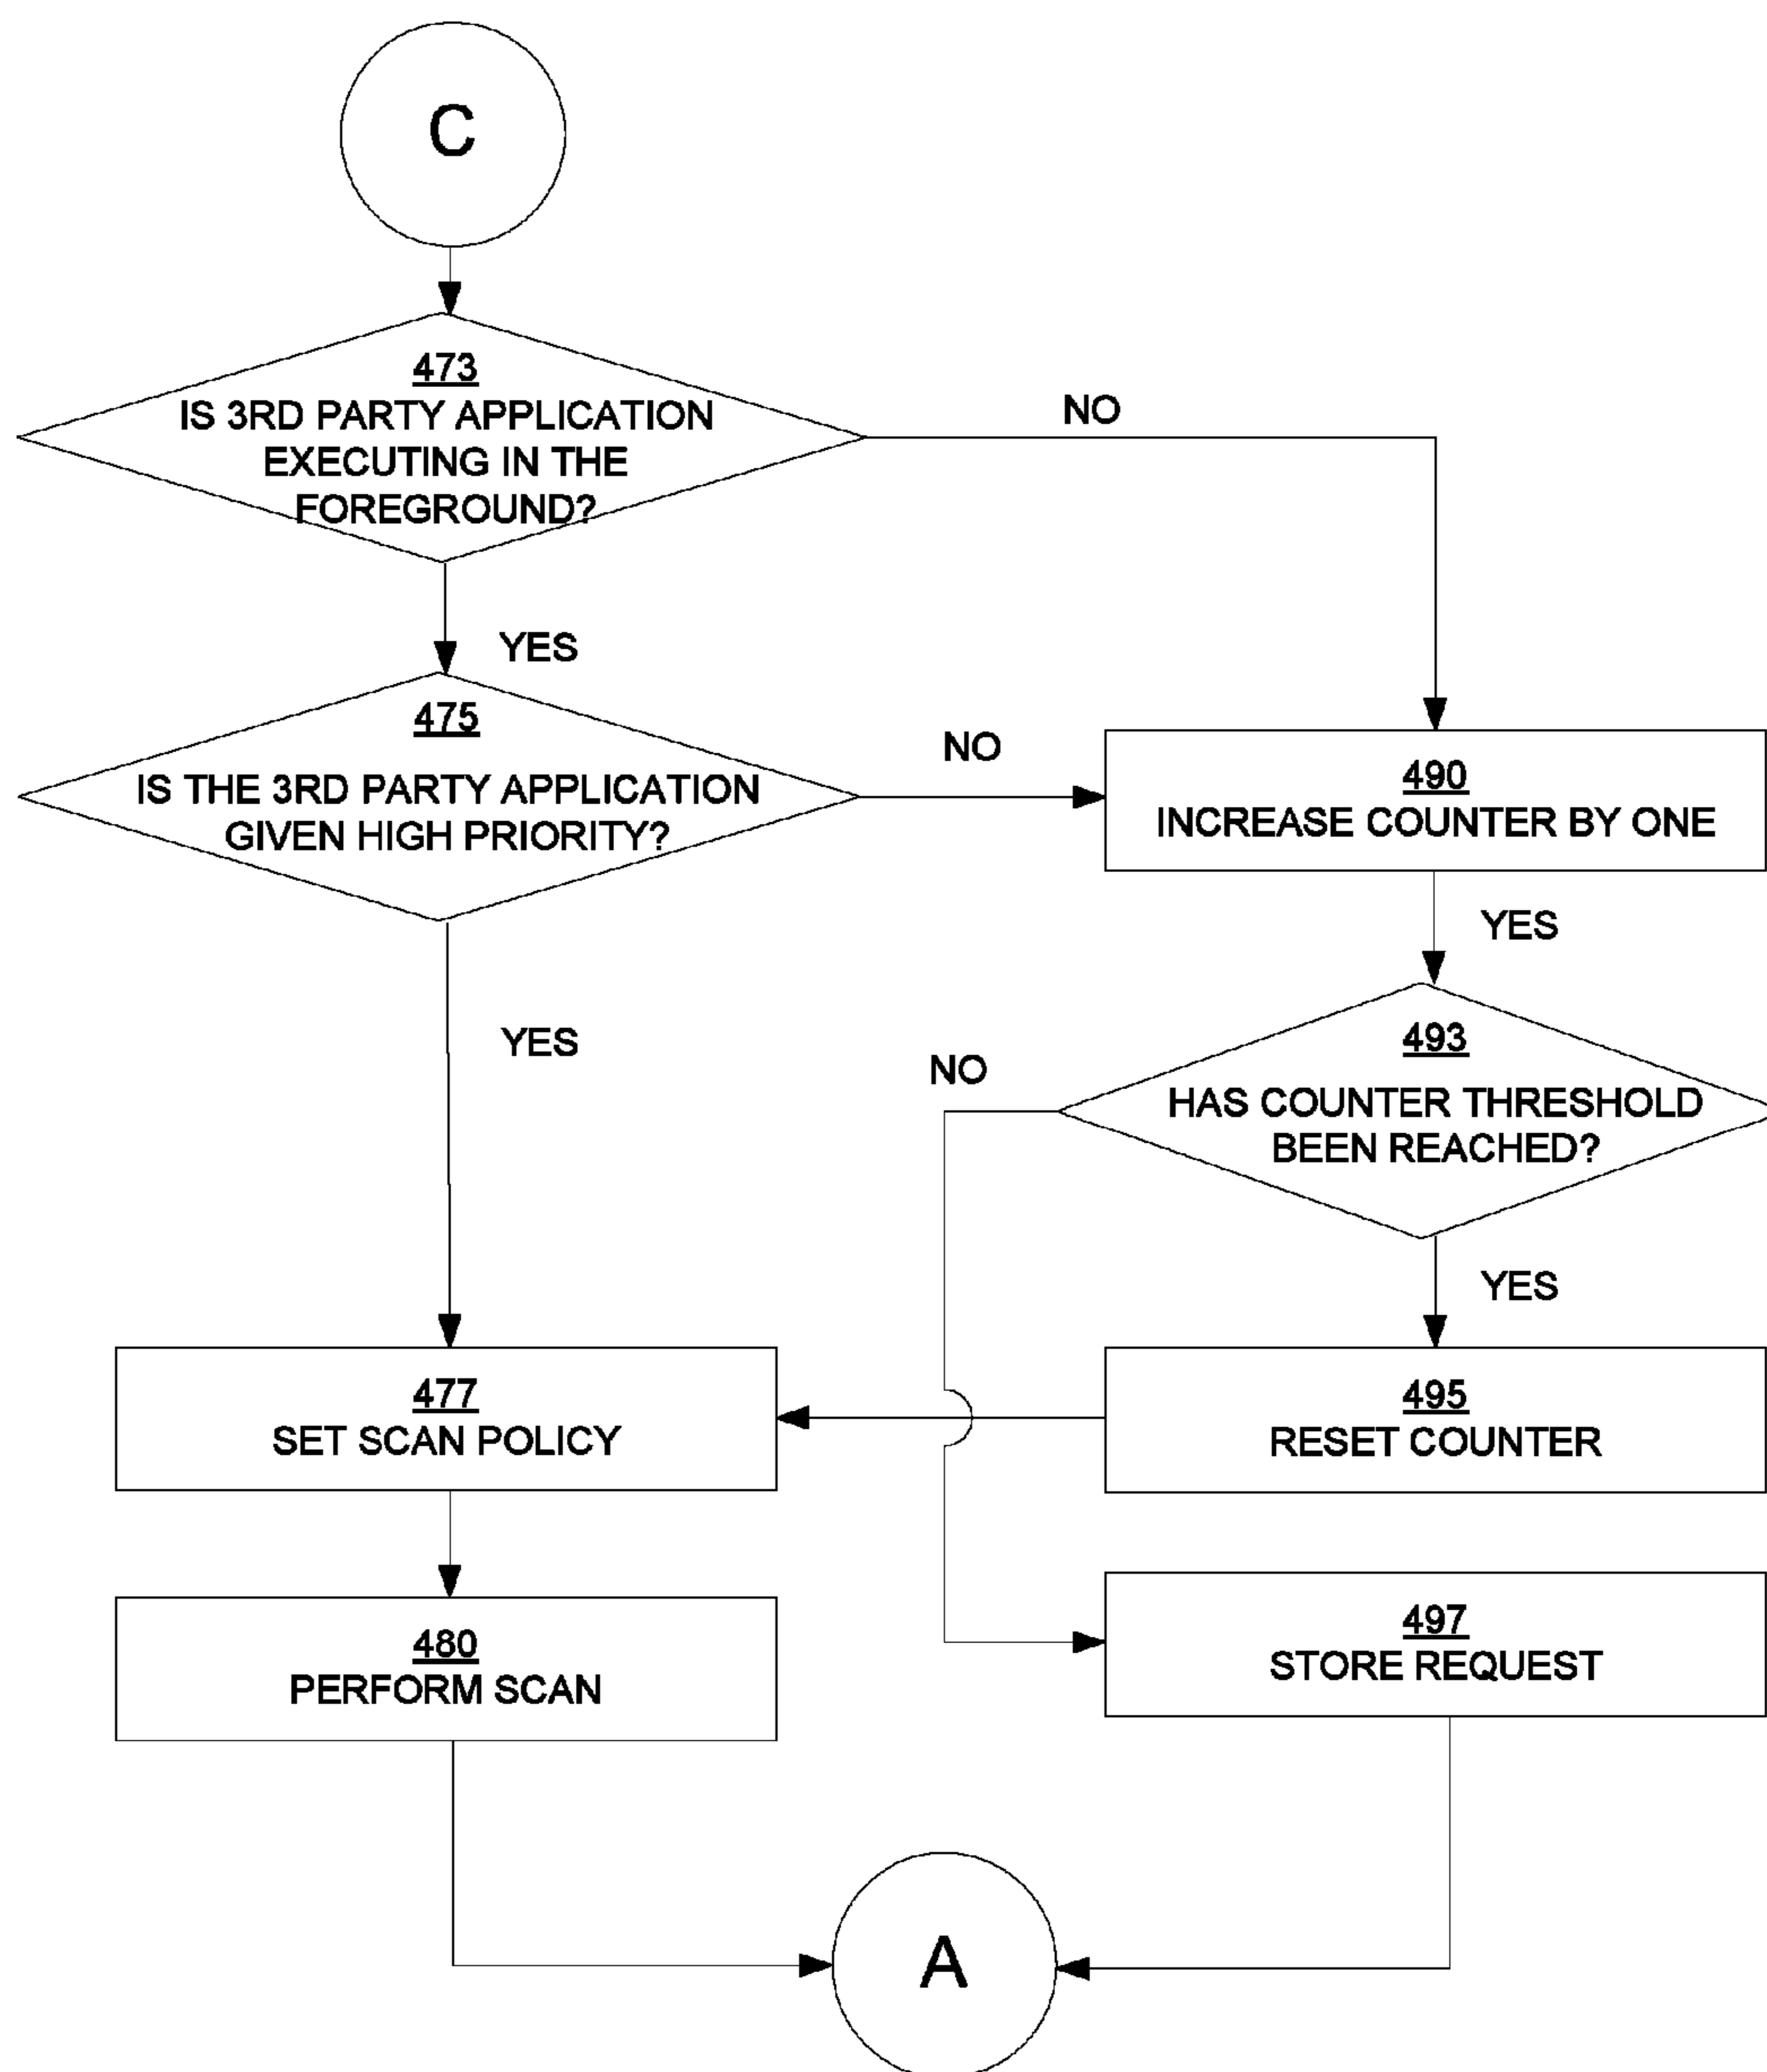 C
473
IS 3RD PARTY APPLICATION
EXECUTING IN THE
FOREGROUND?
NO
YES
475
IS THE 3RD PARTY APPLICATION
GIVEN HIGH PRIORITY?
NO
490
INCREASE COUNTER BY ONE
YES
YES
493
HAS COUNTER THRESHOLD
BEEN REACHED?
NO
YES
477
SET SCAN POLICY
495
RESET COUNTER
480
PERFORM SCAN
497
STORE REQUEST
A